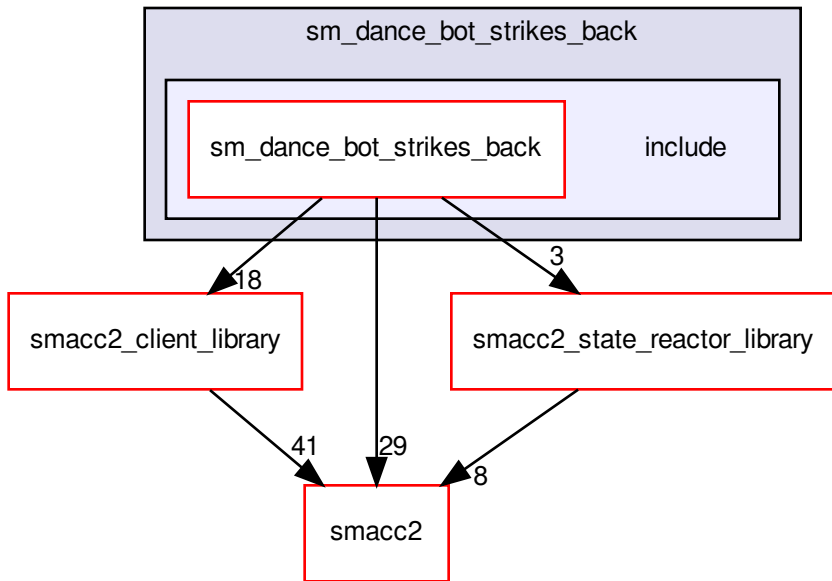 sm_dance_bot_strikes_back
sm_dance_bot_strikes_back
include
3
18
smacc2_client_library
smacc2_state_reactor_library
41
29
8
smacc2